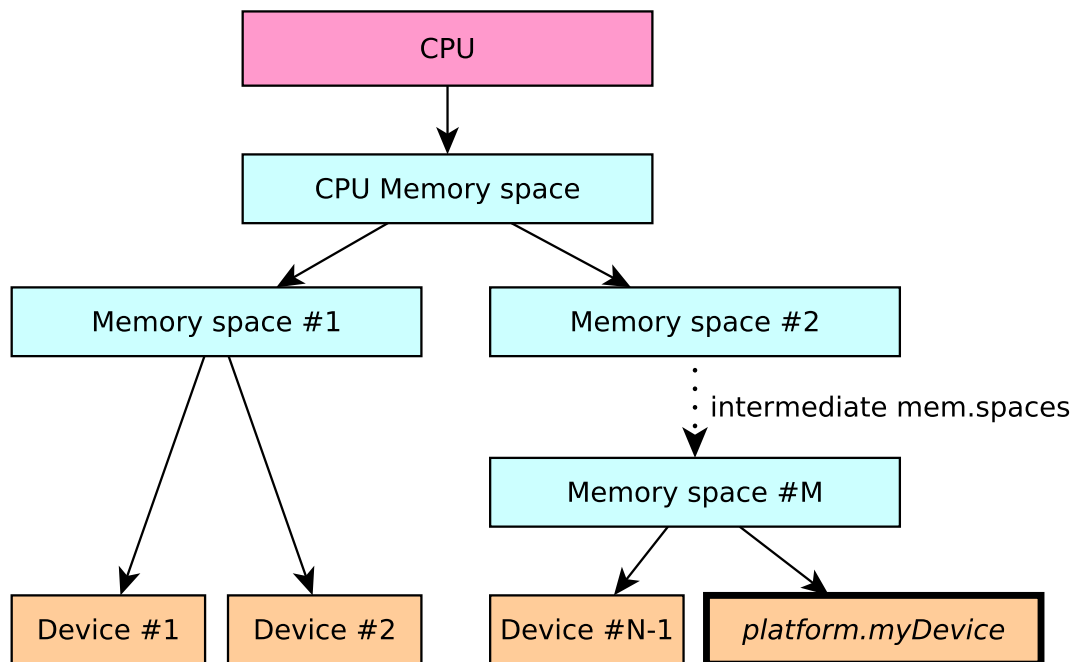 CPU
CPU Memory space
Memory space #1
Memory space #2
intermediate mem.spaces
Memory space #M
Device #1
Device #2
Device #N-1
platform.myDevice